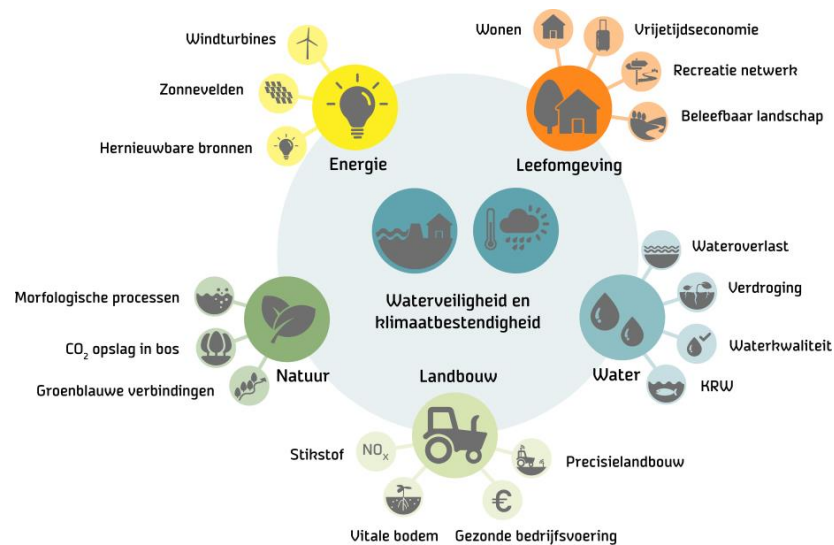 Windturbines
Zonnevelden
Hernieuwbare bronnen
Energie
Wonen
Vrijetijdseconomie
Recreatie netwerk
Beleefbaar landschap
Leefomgeving
Waterveiligheid en
klimaatbestendigheid
Morfologische processen
CO₂ opslag in bos
Groenblauwe verbindingen
Natuur
Wateroverlast
Verdroging
Waterkwaliteit
KRW
Water
Landbouw
Stikstof
NOₓ
Vitale bodem
€
Gezonde bedrijfsvoering
Precisielandbouw